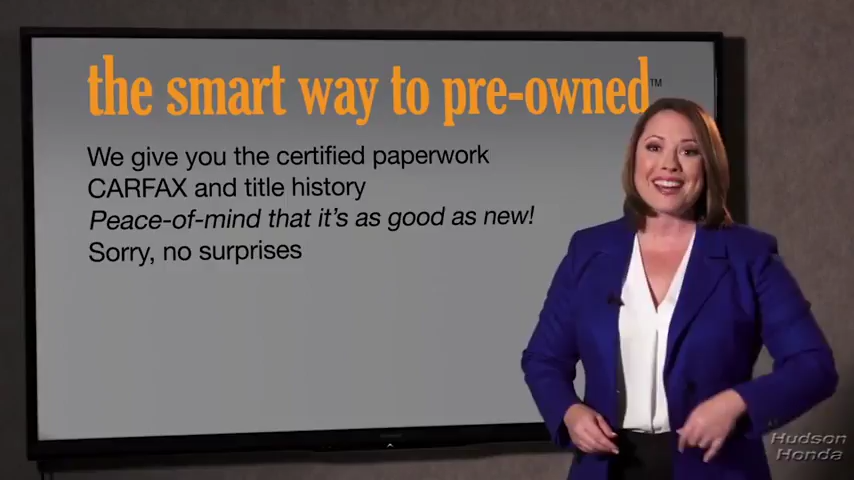 the smart way to pre-owned™
We give you the certified paperwork
CARFAX and title history
Peace-of-mind that it's as good as new!
Sorry, no surprises
Hudson
Honda